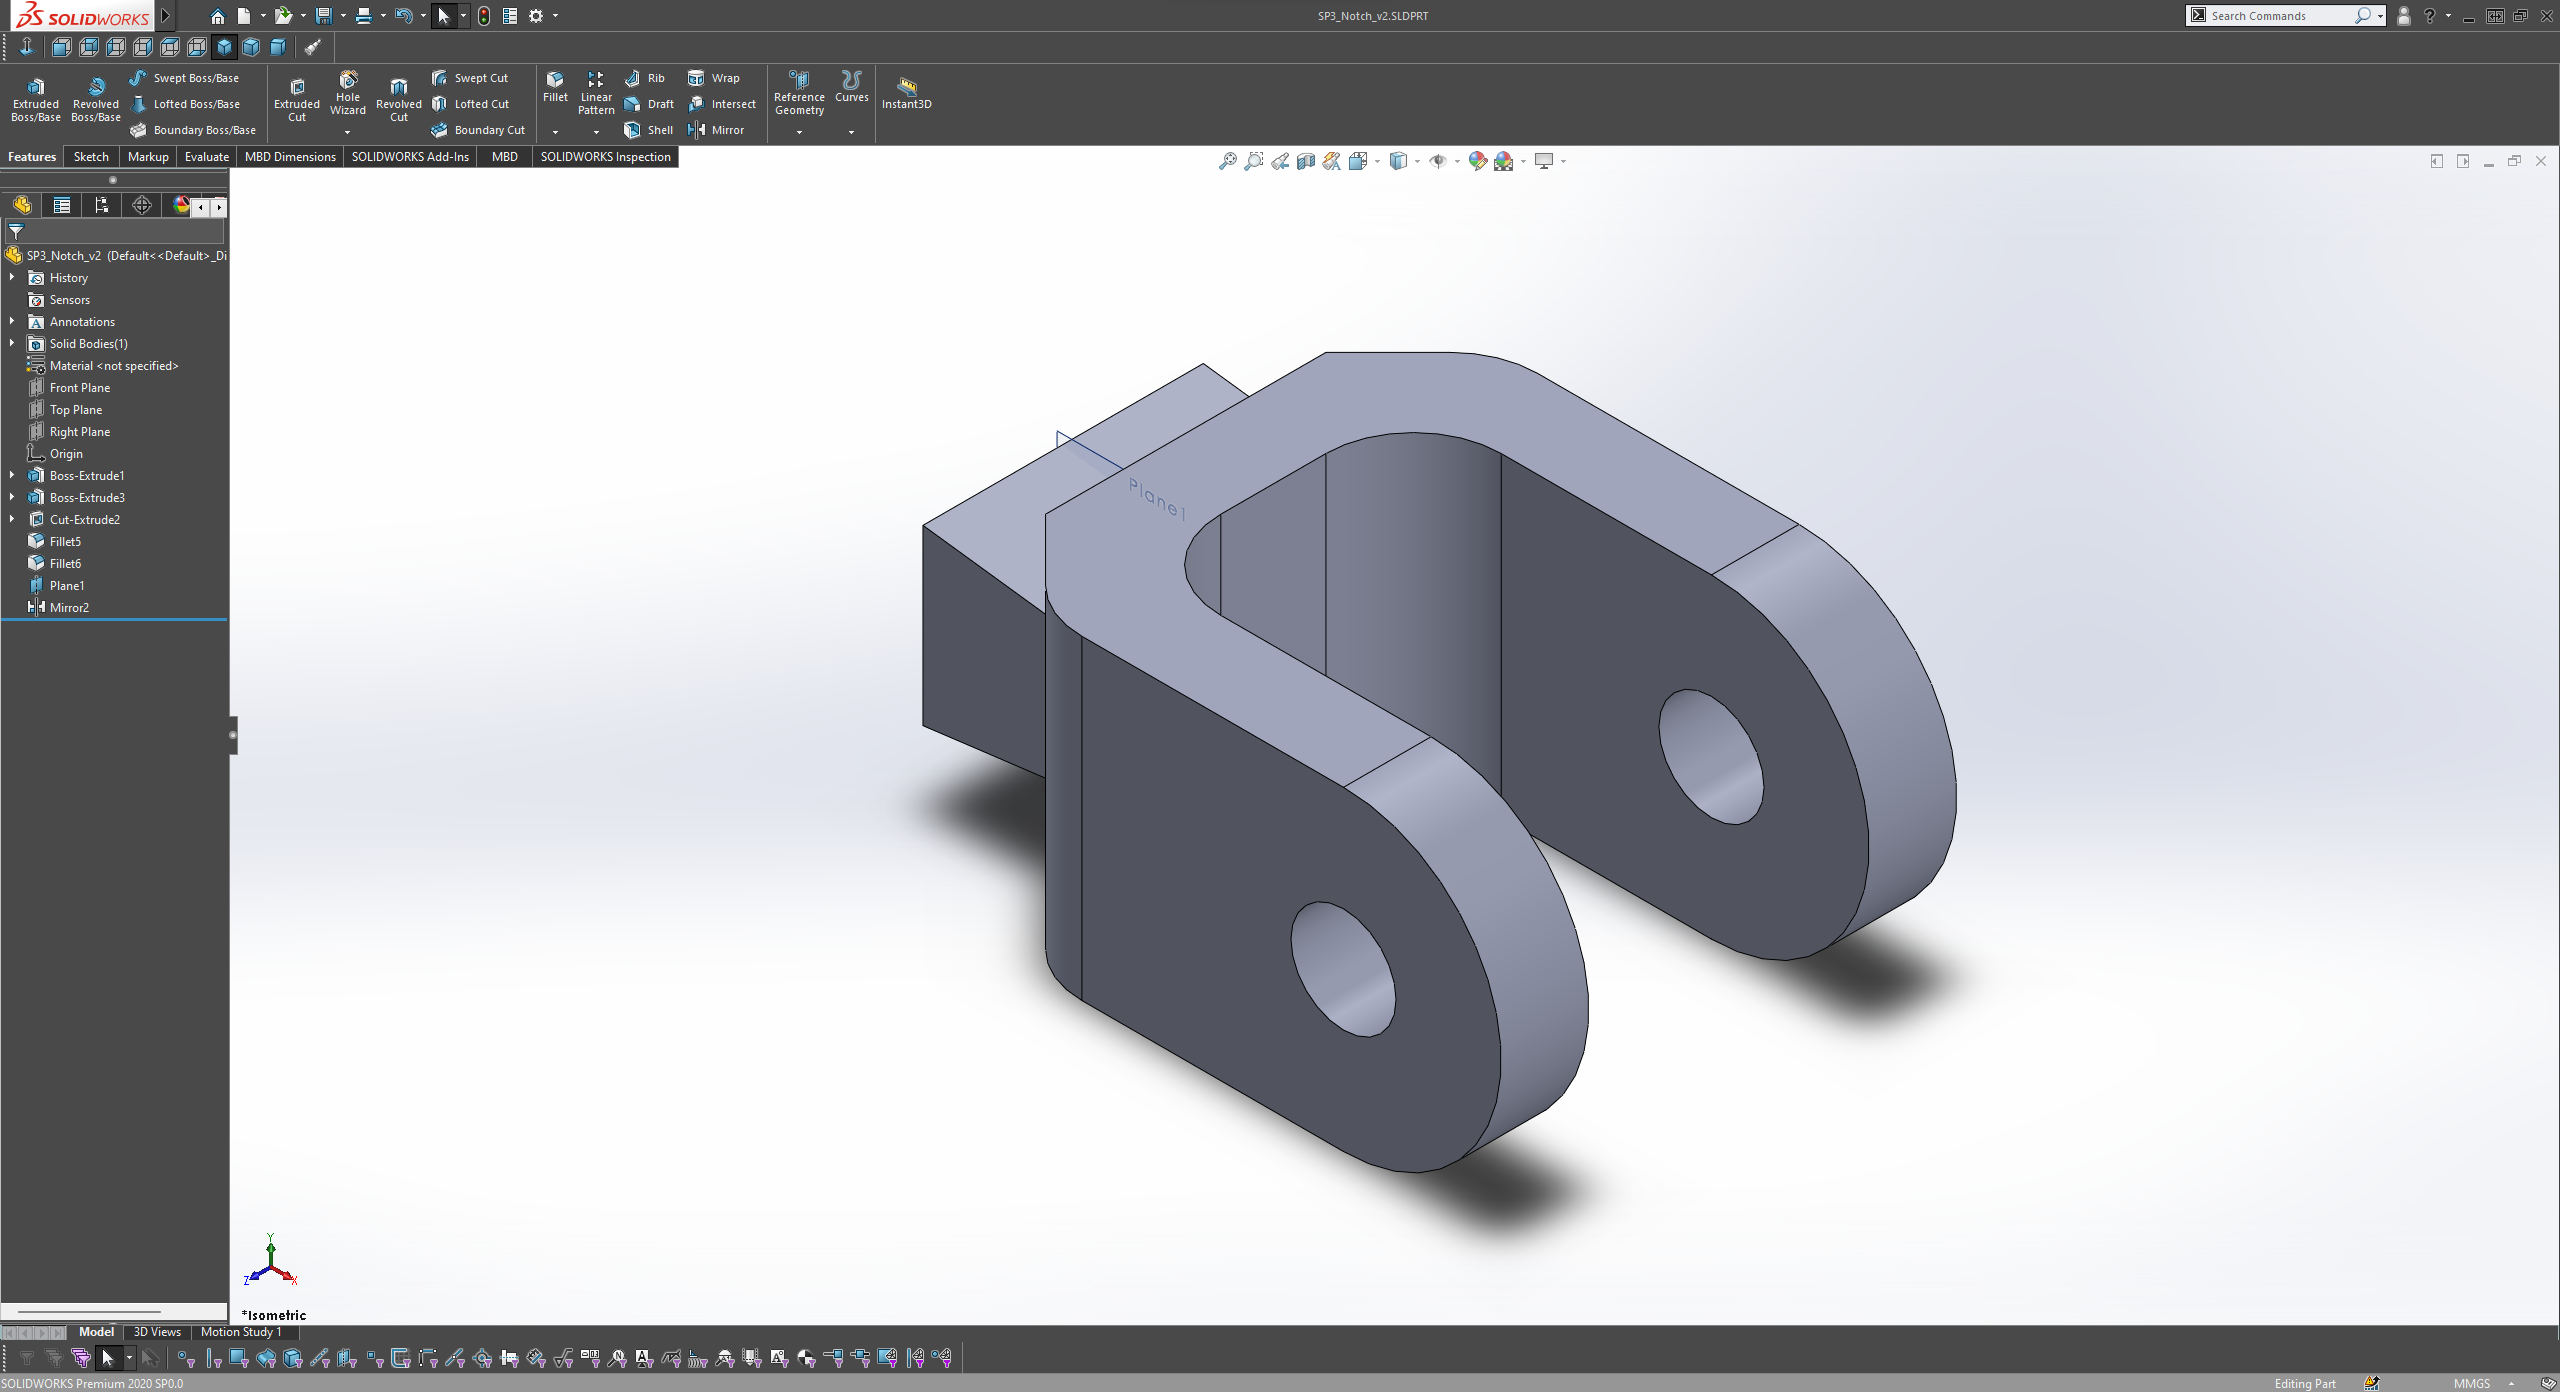 SOLIDWORKS
SP3_Notch_v2.SLDPRT
Search Commands
Extruded Boss/Base
Revolved Boss/Base
Swept Boss/Base
Lofted Boss/Base
Boundary Boss/Base
Extruded Cut
Hole Wizard
Revolved Cut
Swept Cut
Lofted Cut
Boundary Cut
Fillet
Linear Pattern
Rib
Draft
Shell
Wrap
Intersect
Mirror
Reference Geometry
Curves
Instant3D
Features Sketch Markup Evaluate MBD Dimensions SOLIDWORKS Add-Ins MBD SOLIDWORKS Inspection
SP3_Notch_v2 (Default<<Default>_Di
History
Sensors
Annotations
Solid Bodies(1)
Material <not specified>
Front Plane
Top Plane
Right Plane
Origin
Boss-Extrude1
Boss-Extrude3
Cut-Extrude2
Fillet5
Fillet6
Plane1
Mirror2
Plane1
Y
Z
X
*Isometric
Model 3D Views Motion Study 1
SOLIDWORKS Premium 2020 SP0.0
Editing Part
MMGS